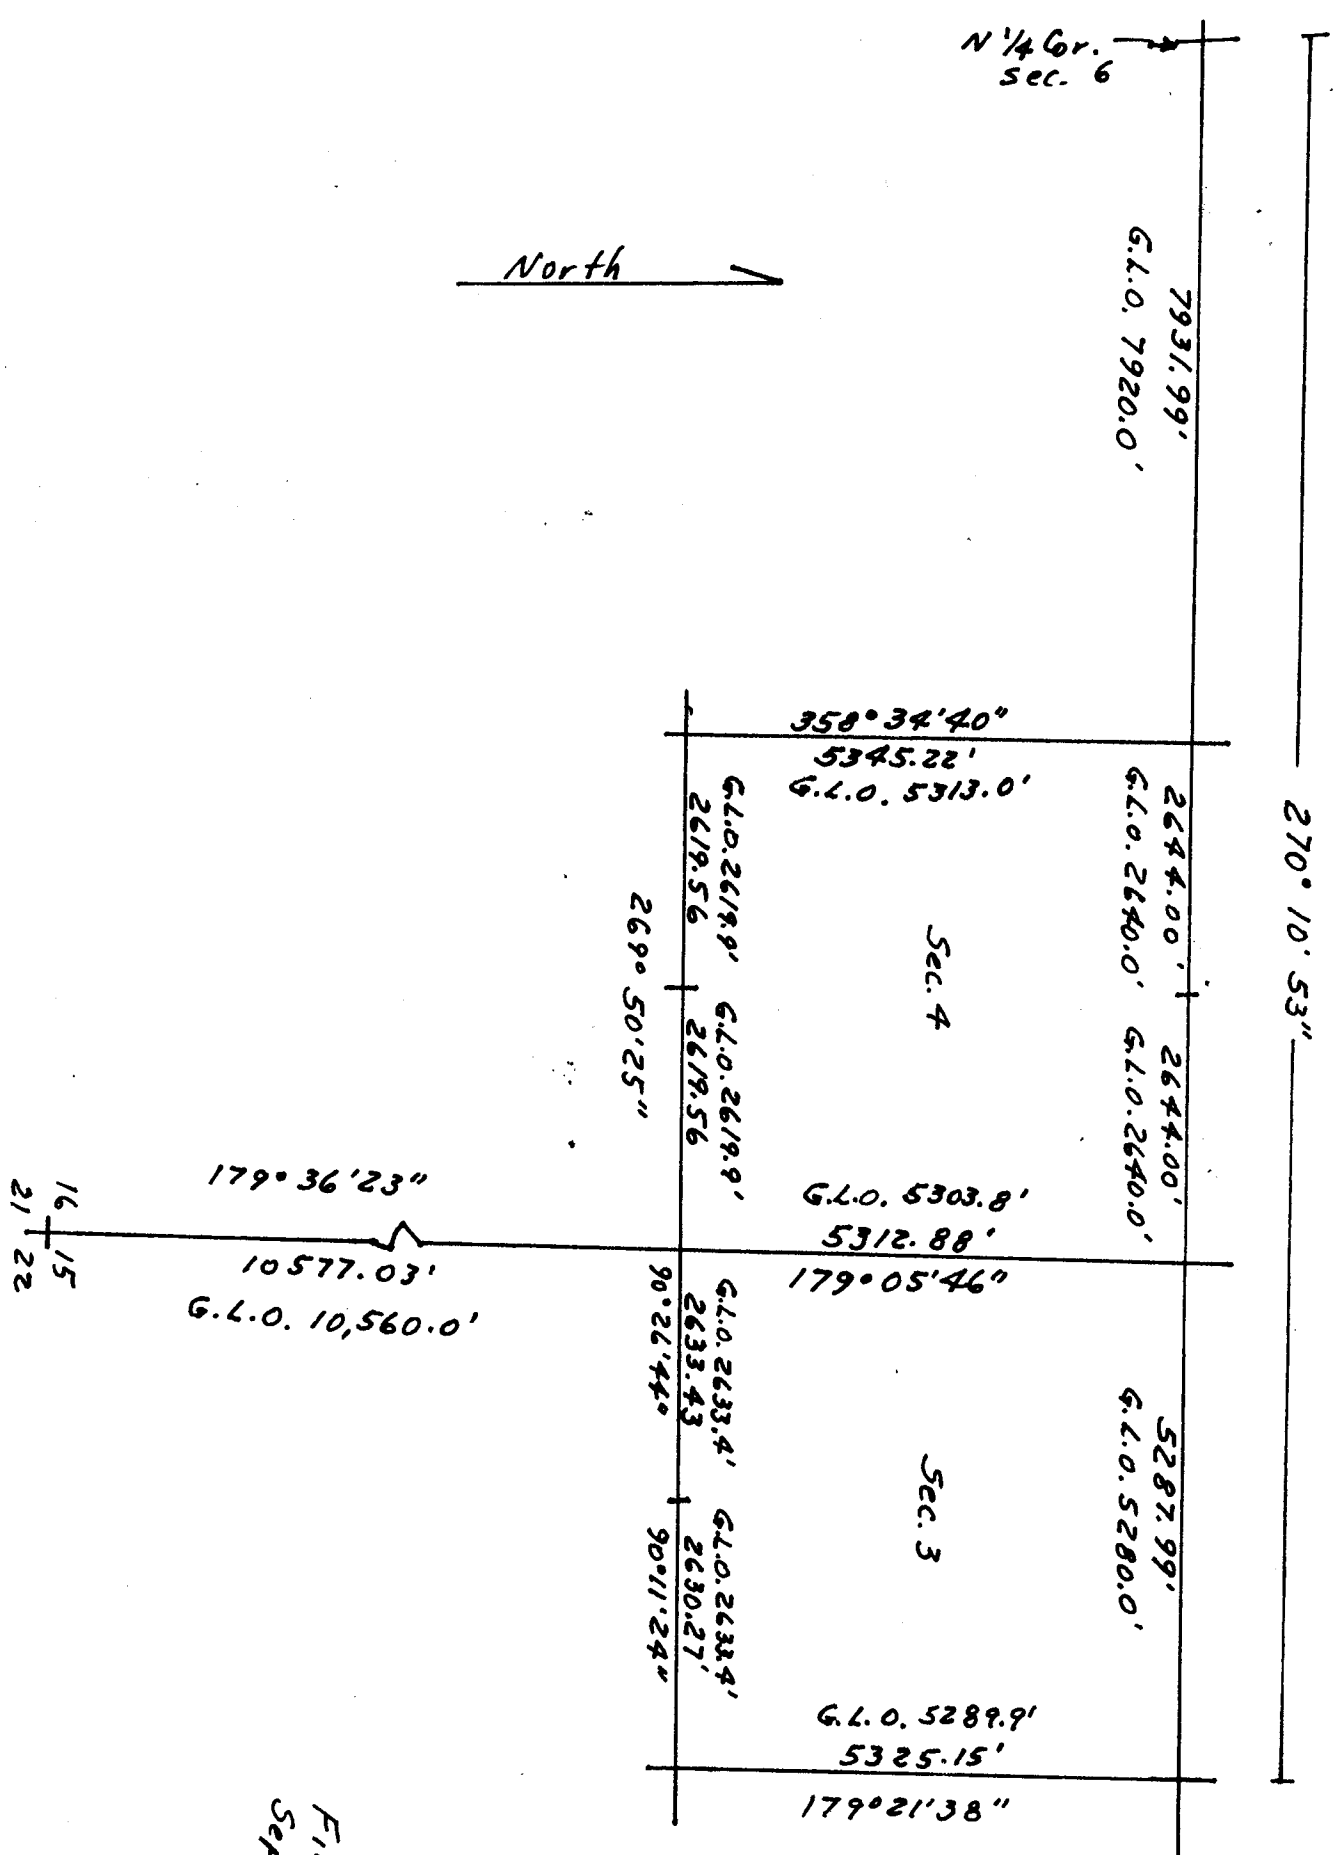 N 1/4 Cor.
sec. 6
North
7931.99'
G.L.O. 7920.0'
270° 10' 53"
358° 34' 40"
5345.22'
G.L.O. 5313.0'
2644.00'
G.L.O. 2640.0'
2644.00'
G.L.O. 2640.0'
Sec. 4
G.L.O. 2619.9'
2619.56
G.L.O. 2619.9'
2619.56
269° 50' 25"
G.L.O. 5303.8'
5312.88'
179° 05' 46"
179° 36' 23"
10577.03'
G.L.O. 10,560.0'
16 15
21 22
G.L.O. 2633.4'
2633.43
90° 26' 44"
G.L.O. 2633.4'
2630.27'
90° 11' 24"
Sec. 3
5287.99'
G.L.O. 5280.0'
G.L.O. 5289.9'
5325.15'
179° 21' 38"